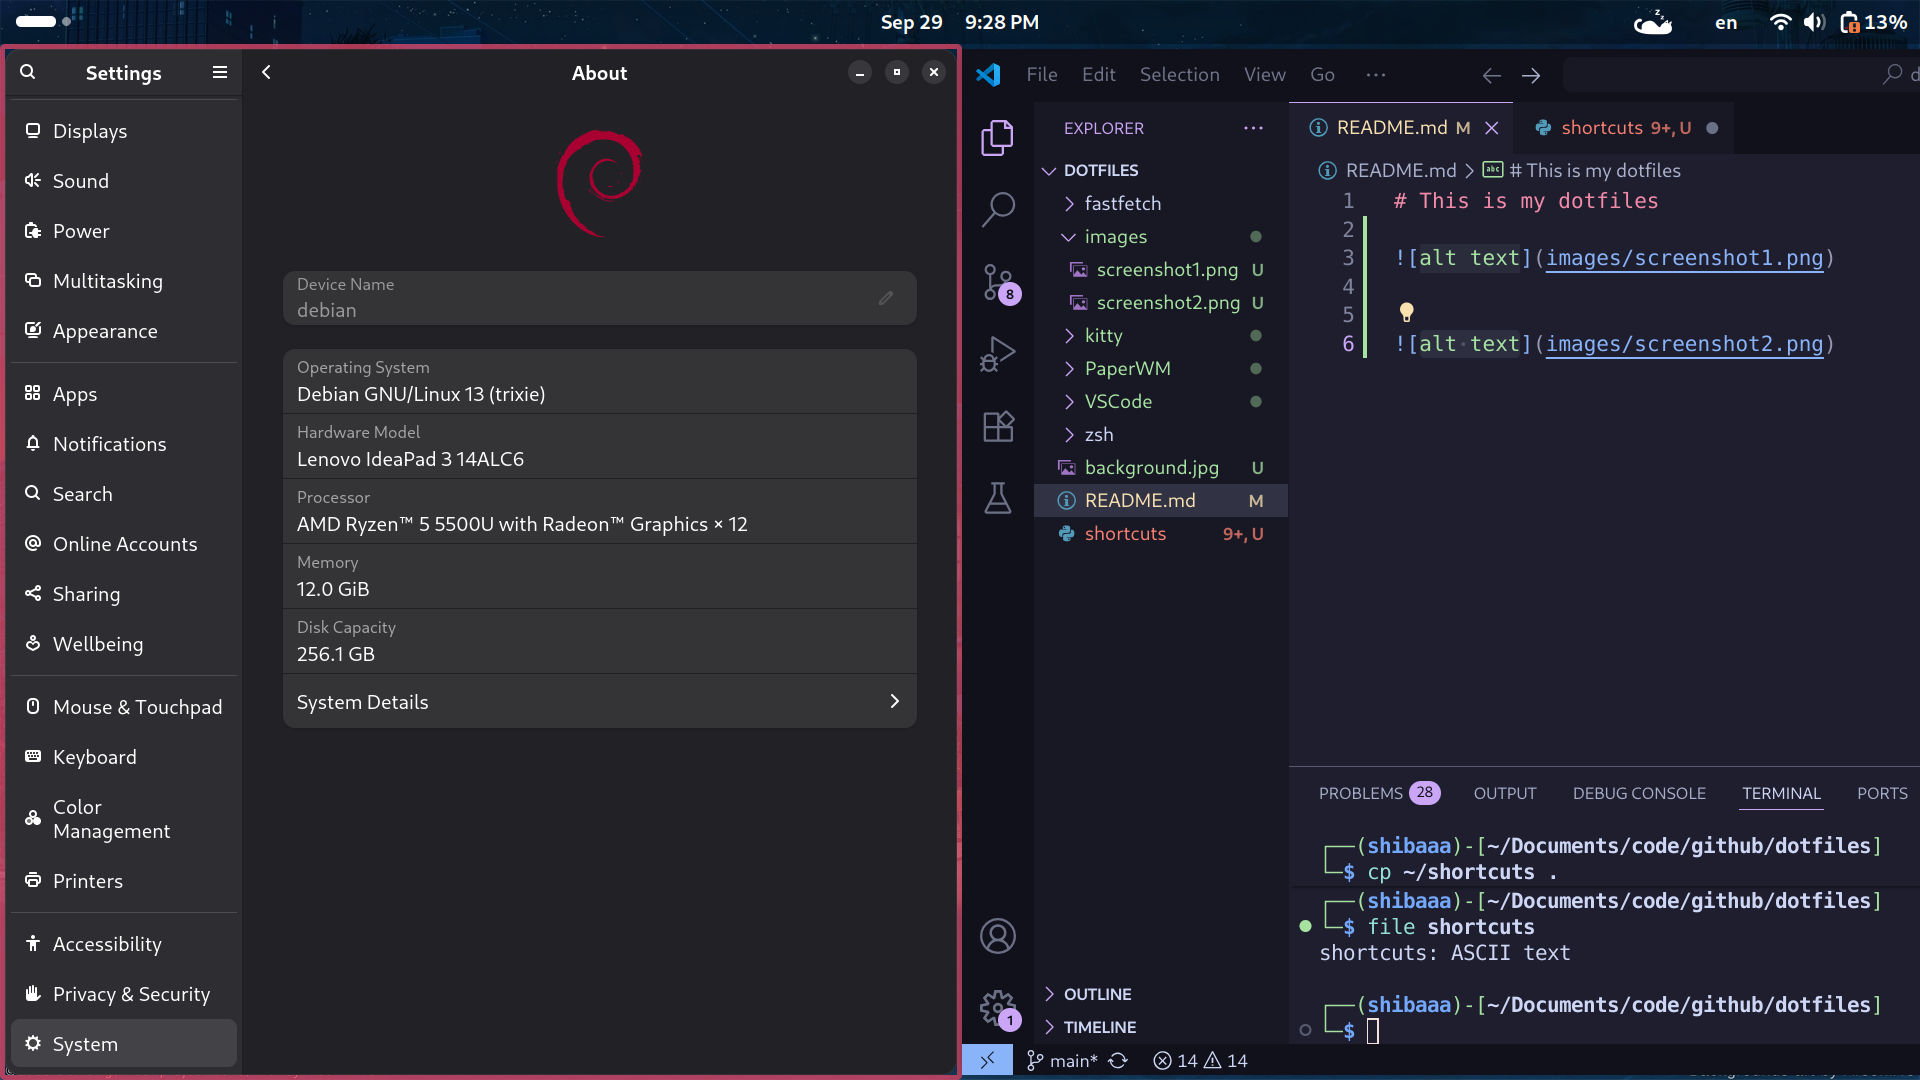 Sep 29 9:28 PM
en
13%
Settings
Displays
Sound
Power
Multitasking
Appearance
Apps
Notifications
Search
Online Accounts
Sharing
Wellbeing
Mouse & Touchpad
Keyboard
Color
Management
Printers
Accessibility
Privacy & Security
System
About
Device Name
debian
Operating System
Debian GNU/Linux 13 (trixie)
Hardware Model
Lenovo IdeaPad 3 14ALC6
Processor
AMD Ryzen™ 5 5500U with Radeon™ Graphics × 12
Memory
12.0 GiB
Disk Capacity
256.1 GB
System Details
File Edit Selection View Go ···
8
1
EXPLORER ···
DOTFILES
fastfetch
images
screenshot1.png U
screenshot2.png U
kitty
PaperWM
VSCode
zsh
background.jpg U
README.md M
shortcuts 9+, U
OUTLINE
TIMELINE
README.md M shortcuts 9+, U
README.md > # This is my dotfiles
1 # This is my dotfiles
2
3 ![alt text](images/screenshot1.png)
4
5
6 ![alt·text](images/screenshot2.png)
PROBLEMS 28 OUTPUT DEBUG CONSOLE TERMINAL PORTS
┌──(shibaaa)-[~/Documents/code/github/dotfiles]
└─$ cp ~/shortcuts .
┌──(shibaaa)-[~/Documents/code/github/dotfiles]
└─$ file shortcuts
shortcuts: ASCII text
┌──(shibaaa)-[~/Documents/code/github/dotfiles]
└─$
main* 14 14